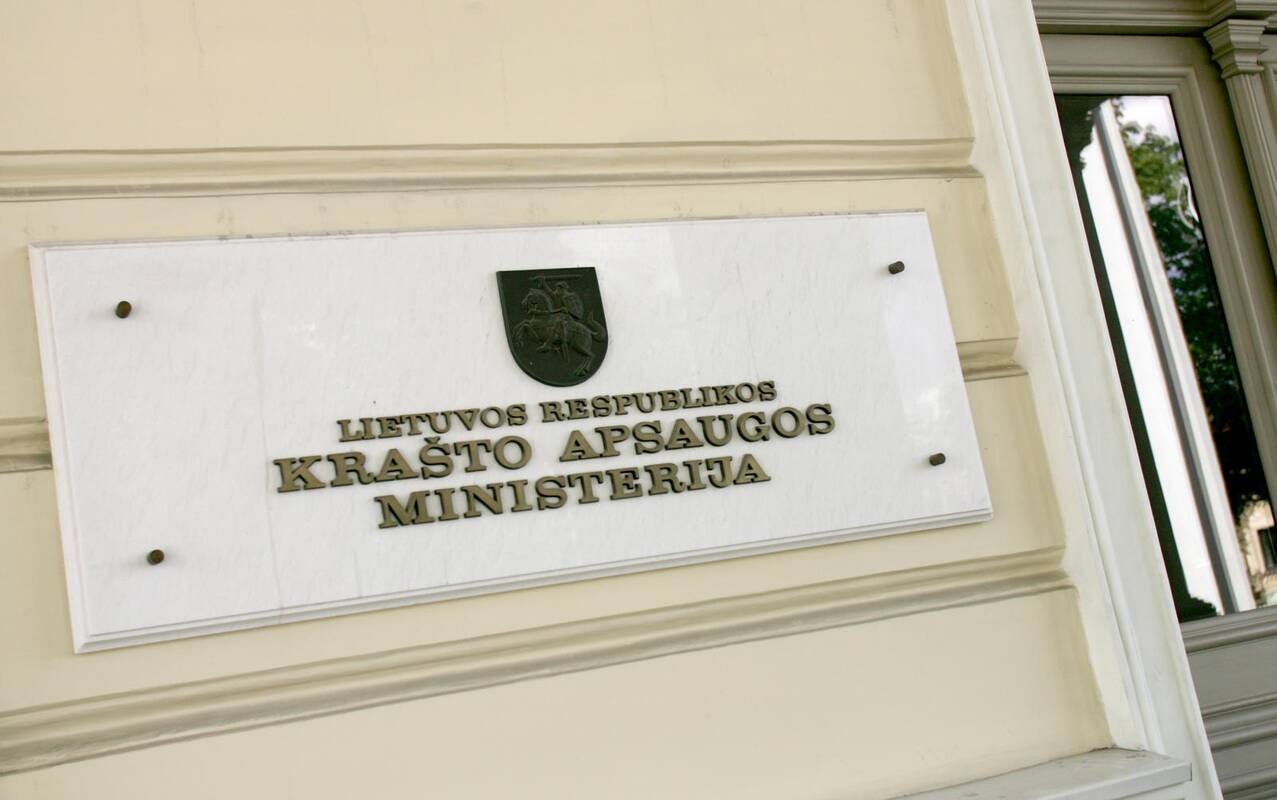 LIETUVOS RESPUBLIKOS
KRAŠTO APSAUGOS
MINISTERIJA